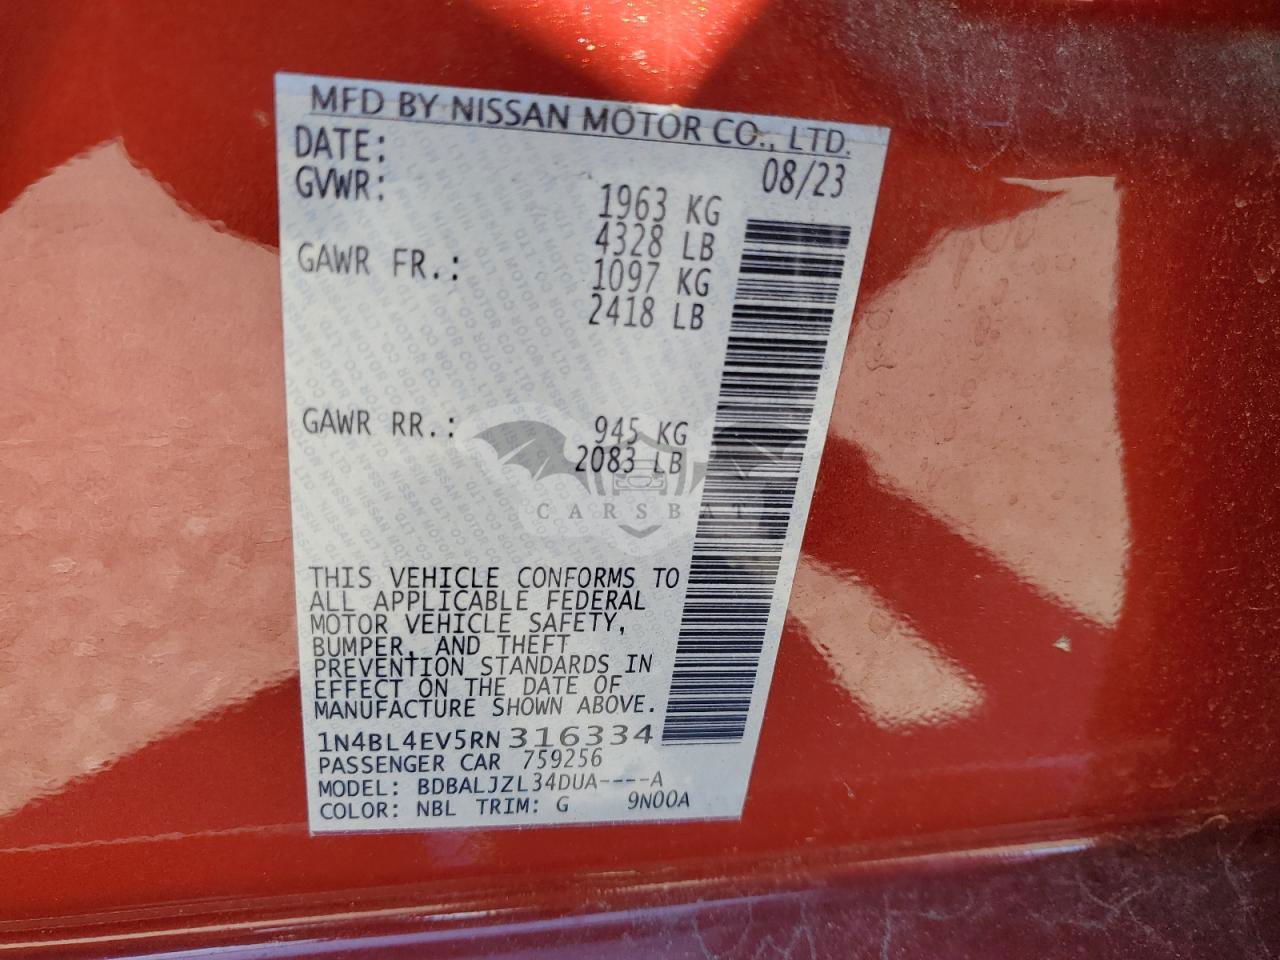 MFD BY NISSAN MOTOR CO., LTD.
DATE: 08/23
GVWR: 1963 KG
4328 LB
GAWR FR.: 1097 KG
2418 LB
GAWR RR.: 945 KG
2083 LB
CARSBAT
THIS VEHICLE CONFORMS TO
ALL APPLICABLE FEDERAL
MOTOR VEHICLE SAFETY,
BUMPER, AND THEFT
PREVENTION STANDARDS IN
EFFECT ON THE DATE OF
MANUFACTURE SHOWN ABOVE.
1N4BL4EV5RN316334
PASSENGER CAR 759256
MODEL: BDBALJZL34DUA----A
COLOR: NBL TRIM: G 9N00A